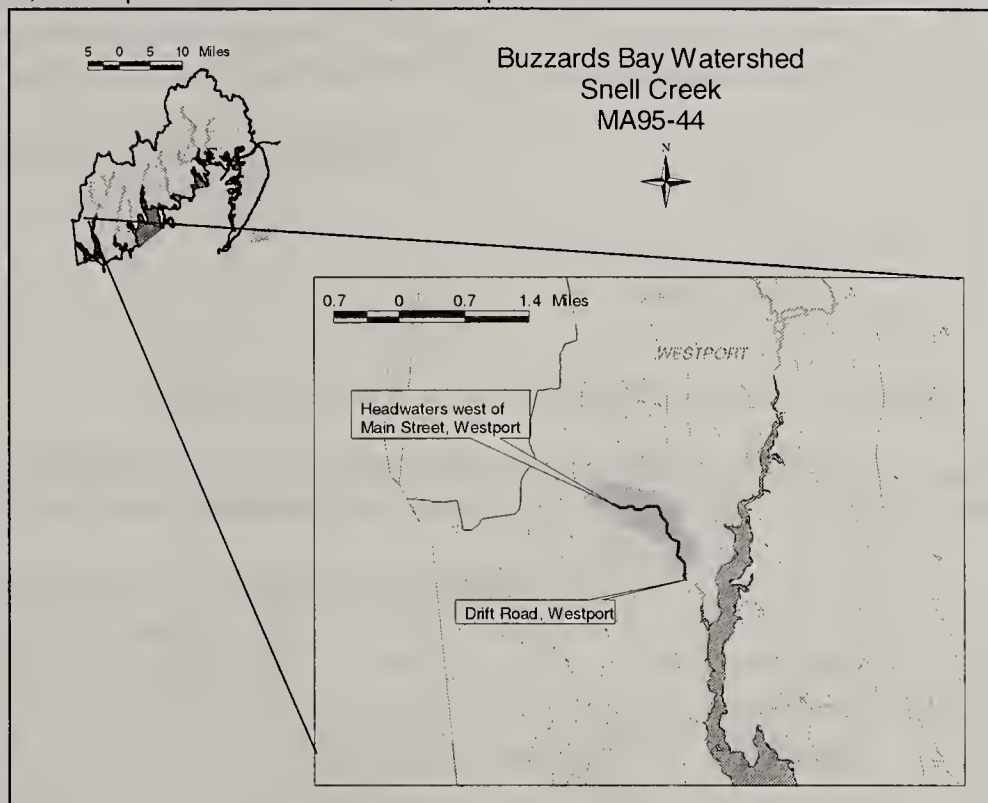 5 0 5 10 Miles
Buzzards Bay Watershed
Snell Creek
MA95-44
N
0.7 0 0.7 1.4 Miles
WESTPORT
Headwaters west of
Main Street, Westport
Drift Road, Westport